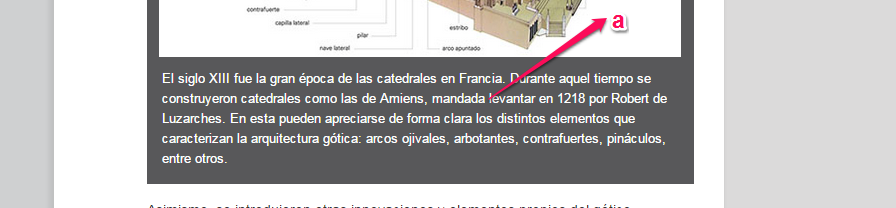 contrafuerte
capilla lateral
pilar
nave lateral
estribo
arco apuntado
a
El siglo XIII fue la gran época de las catedrales en Francia. Durante aquel tiempo se
construyeron catedrales como las de Amiens, mandada levantar en 1218 por Robert de
Luzarches. En esta pueden apreciarse de forma clara los distintos elementos que
caracterizan la arquitectura gótica: arcos ojivales, arbotantes, contrafuertes, pináculos,
entre otros.